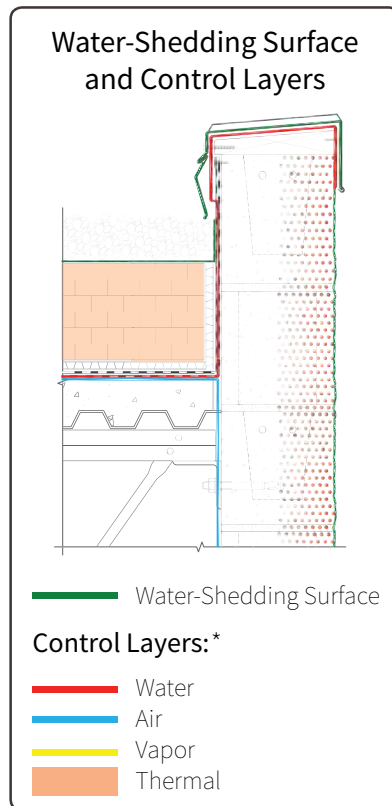 Water-Shedding Surface
and Control Layers
Water-Shedding Surface
Control Layers:*
Water
Air
Vapor
Thermal